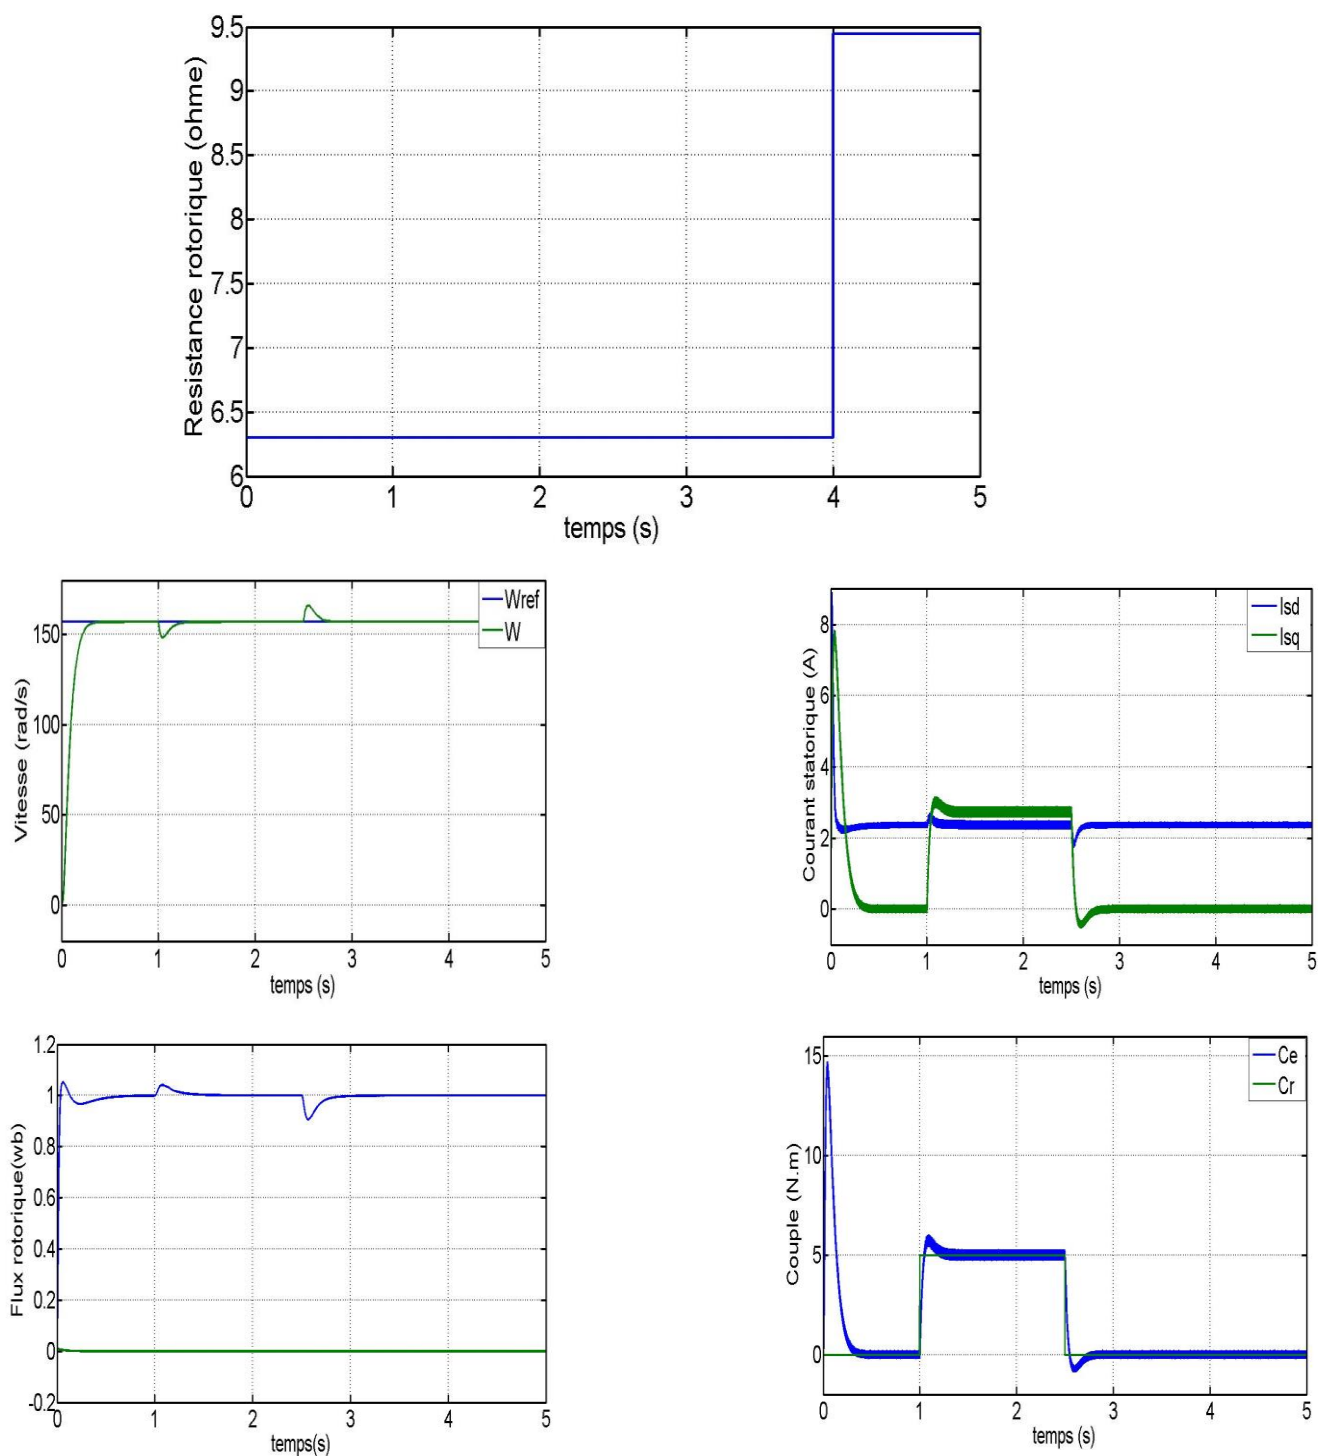 9.5
9
8.5
8
7.5
7
6.5
6
Resistance rotorique (ohme)
0 1 2 3 4 5
temps (s)
150
100
50
0
Vitesse (rad/s)
Wref
W
0 1 2 3 4 5
temps (s)
8
6
4
2
0
Courant statorique (A)
Isd
Isq
0 1 2 3 4 5
temps (s)
1.2
1
0.8
0.6
0.4
0.2
0
-0.2
Flux rotorique(wb)
0 1 2 3 4 5
temps(s)
15
10
5
0
Couple (N.m)
Ce
Cr
0 1 2 3 4 5
temps (s)